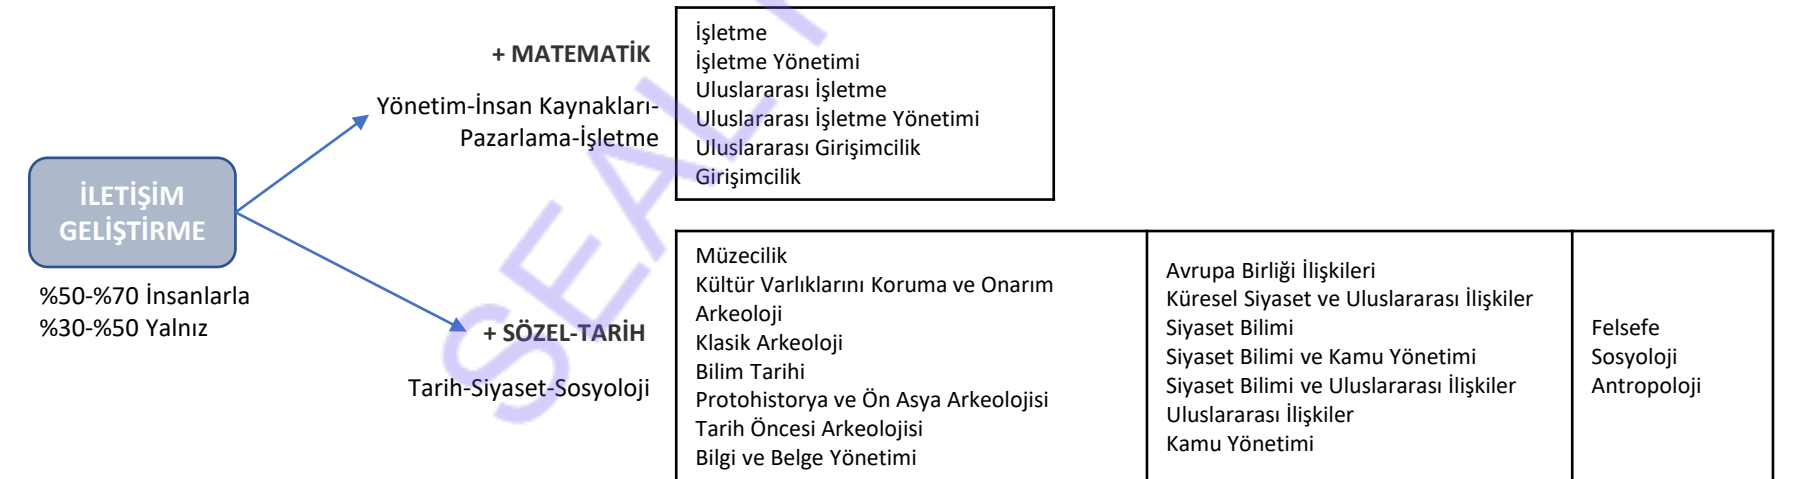 İLETİŞİM
GELİŞTİRME
%50-%70 İnsanlarla
%30-%50 Yalnız
+ MATEMATİK
Yönetim-İnsan Kaynakları-
Pazarlama-İşletme
İşletme
İşletme Yönetimi
Uluslararası İşletme
Uluslararası İşletme Yönetimi
Uluslararası Girişimcilik
Girişimcilik
+ SÖZEL-TARİH
Tarih-Siyaset-Sosyoloji
Müzecilik
Kültür Varlıklarını Koruma ve Onarım
Arkeoloji
Klasik Arkeoloji
Bilim Tarihi
Protohistorya ve Ön Asya Arkeolojisi
Tarih Öncesi Arkeolojisi
Bilgi ve Belge Yönetimi
Avrupa Birliği İlişkileri
Küresel Siyaset ve Uluslararası İlişkiler
Siyaset Bilimi
Siyaset Bilimi ve Kamu Yönetimi
Siyaset Bilimi ve Uluslararası İlişkiler
Uluslararası İlişkiler
Kamu Yönetimi
Felsefe
Sosyoloji
Antropoloji
SEAL